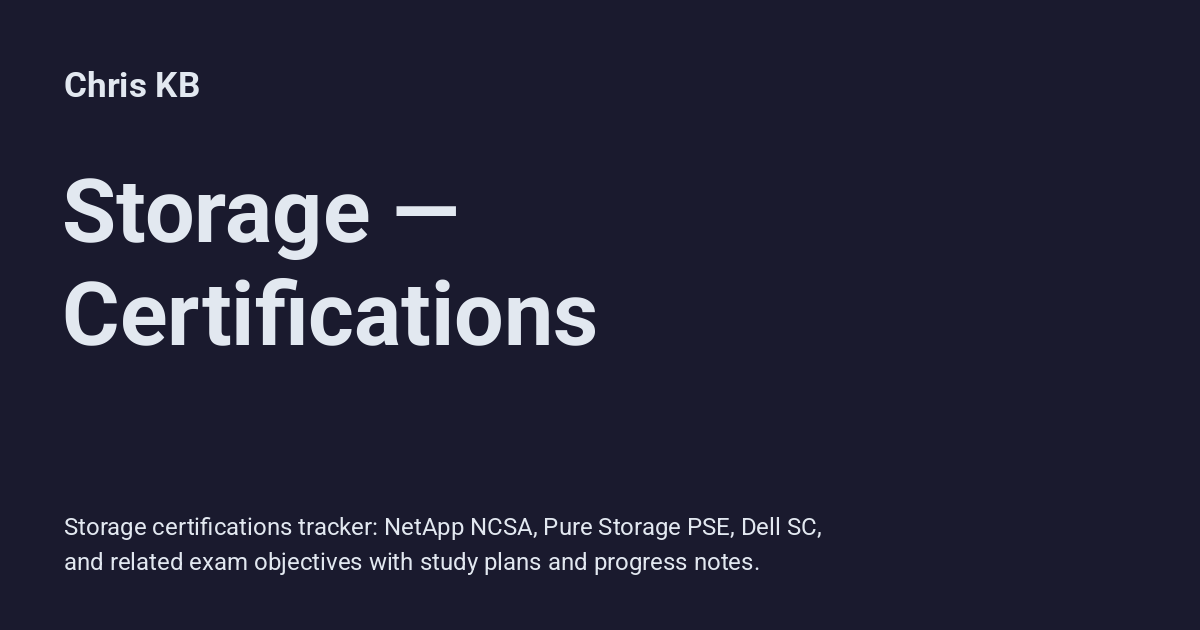 Chris KB
Storage —
Certifications
Storage certifications tracker: NetApp NCSA, Pure Storage PSE, Dell SC,
and related exam objectives with study plans and progress notes.